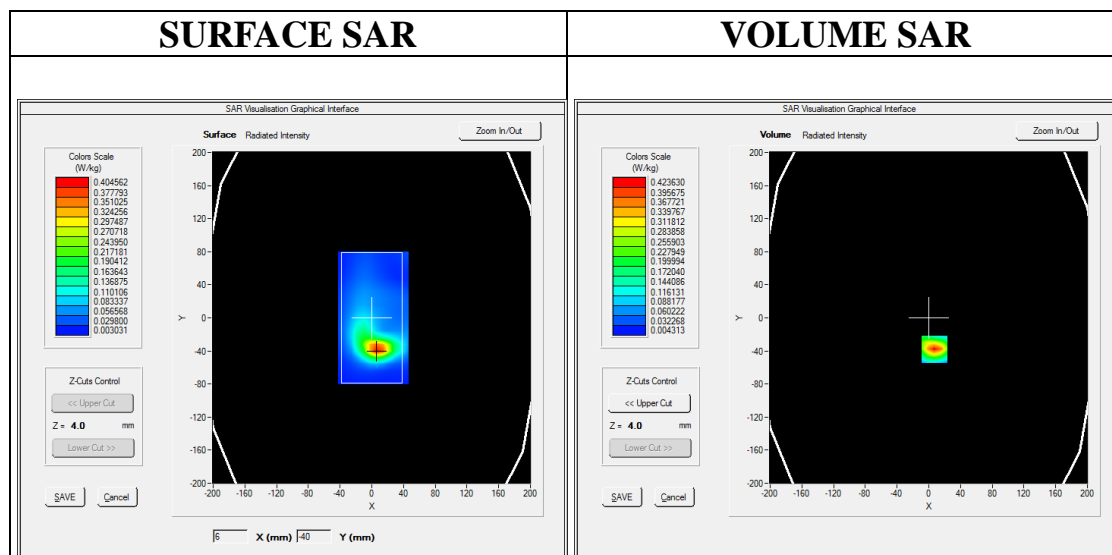 SURFACE SAR
VOLUME SAR
SAR Visualisation Graphical Interface
Surface Radiated Intensity
Zoom In/Out
Colors Scale
(W/kg)
0.404562
0.377793
0.351025
0.324256
0.297487
0.270718
0.243950
0.217181
0.190412
0.163643
0.136875
0.110106
0.083337
0.056568
0.029800
0.003031
Z-Cuts Control
<< Upper Cut
Z = 4.0 mm
Lower Cut >>
SAVE Cancel
Y
200
160
120
80
40
0
-40
-80
-120
-160
-200
-200 -160 -120 -80 -40 0 40 80 120 160 200
X
6 X (mm) -40 Y (mm)
SAR Visualisation Graphical Interface
Volume Radiated Intensity
Zoom In/Out
Colors Scale
(W/kg)
0.423630
0.395675
0.367721
0.339767
0.311812
0.283858
0.255903
0.227949
0.199994
0.172040
0.144086
0.116131
0.088177
0.060222
0.032268
0.004313
Z-Cuts Control
<< Upper Cut
Z = 4.0 mm
Lower Cut >>
SAVE Cancel
Y
200
160
120
80
40
0
-40
-80
-120
-160
-200
-200 -160 -120 -80 -40 0 40 80 120 160 200
X